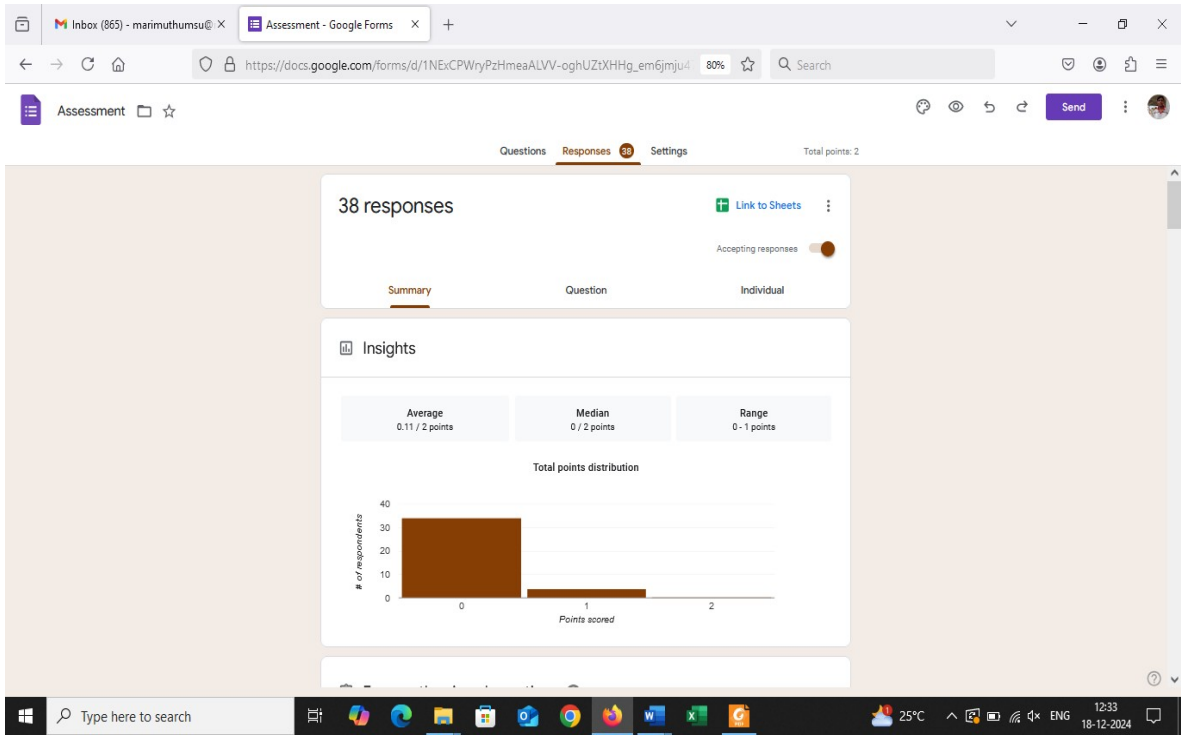 Inbox (865) - marimuthumsu@
Assessment - Google Forms
https://docs.google.com/forms/d/1NExCPWryPzHmeaALVV-oghUZtXHHg_em6jmju4
80%
Search
Assessment
Send
Questions Responses 38 Settings Total points: 2
38 responses
Link to Sheets
Accepting responses
Summary Question Individual
Insights
Average Median Range
0.11 / 2 points 0 / 2 points 0 - 1 points
Total points distribution
40
30
20
10
0
# of respondents
0 1 2
Points scored
Type here to search
25°C
ENG
12:33
18-12-2024